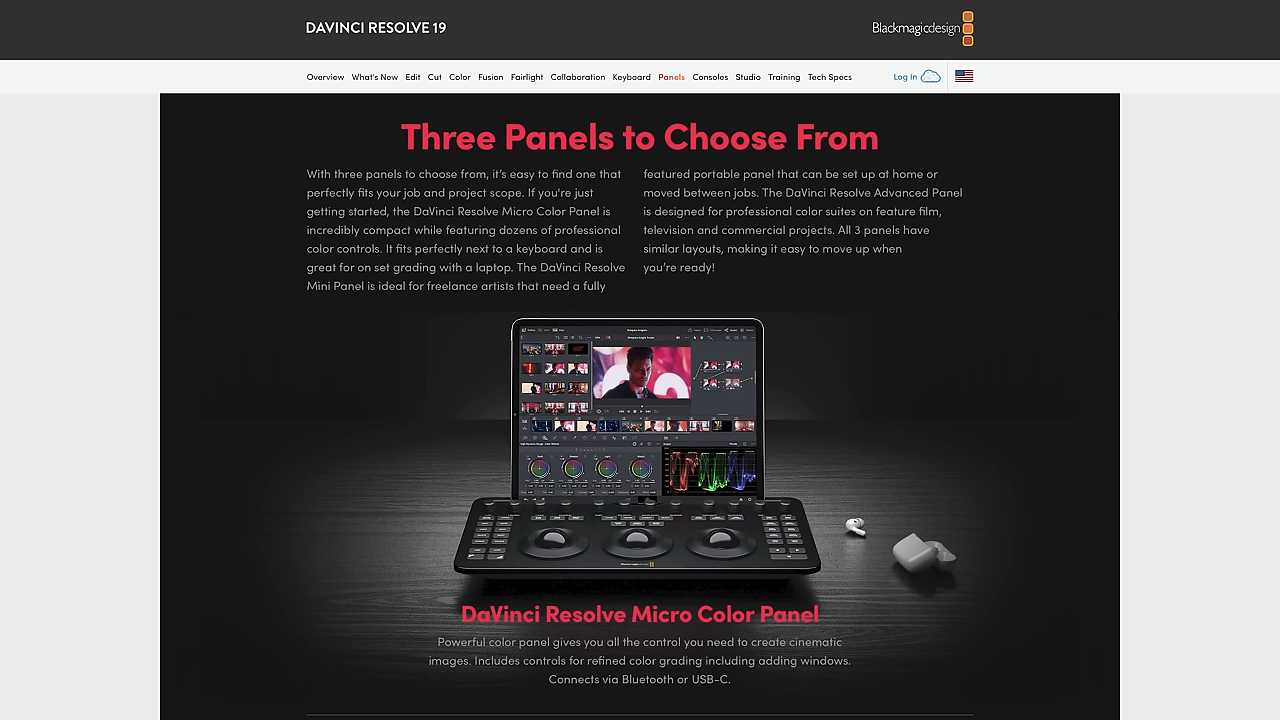 DAVINCI RESOLVE 19
Blackmagicdesign
Overview What's New Edit Cut Color Fusion Fairlight Collaboration Keyboard Panels Consoles Studio Training Tech Specs Log In
Three Panels to Choose From
With three panels to choose from, it’s easy to find one that
perfectly fits your job and project scope. If you're just
getting started, the DaVinci Resolve Micro Color Panel is
incredibly compact while featuring dozens of professional
color controls. It fits perfectly next to a keyboard and is
great for on set grading with a laptop. The DaVinci Resolve
Mini Panel is ideal for freelance artists that need a fully
featured portable panel that can be set up at home or
moved between jobs. The DaVinci Resolve Advanced Panel
is designed for professional color suites on feature film,
television and commercial projects. All 3 panels have
similar layouts, making it easy to move up when
you’re ready!
DaVinci Resolve Micro Color Panel
Powerful color panel gives you all the control you need to create cinematic
images. Includes controls for refined color grading including adding windows.
Connects via Bluetooth or USB-C.